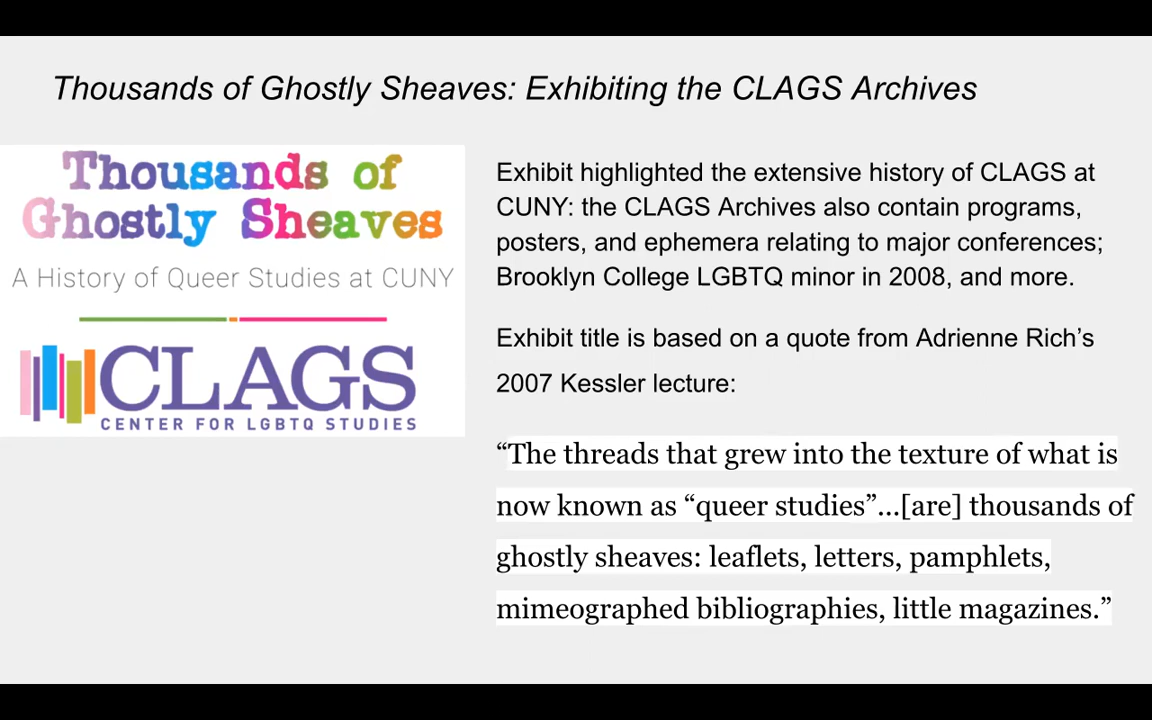 Thousands of Ghostly Sheaves: Exhibiting the CLAGS Archives
Thousands of
Ghostly Sheaves
A History of Queer Studies at CUNY
CLAGS
CENTER FOR LGBTQ STUDIES
Exhibit highlighted the extensive history of CLAGS at
CUNY: the CLAGS Archives also contain programs,
posters, and ephemera relating to major conferences;
Brooklyn College LGBTQ minor in 2008, and more.
Exhibit title is based on a quote from Adrienne Rich’s
2007 Kessler lecture:
“The threads that grew into the texture of what is
now known as “queer studies”...[are] thousands of
ghostly sheaves: leaflets, letters, pamphlets,
mimeographed bibliographies, little magazines.”